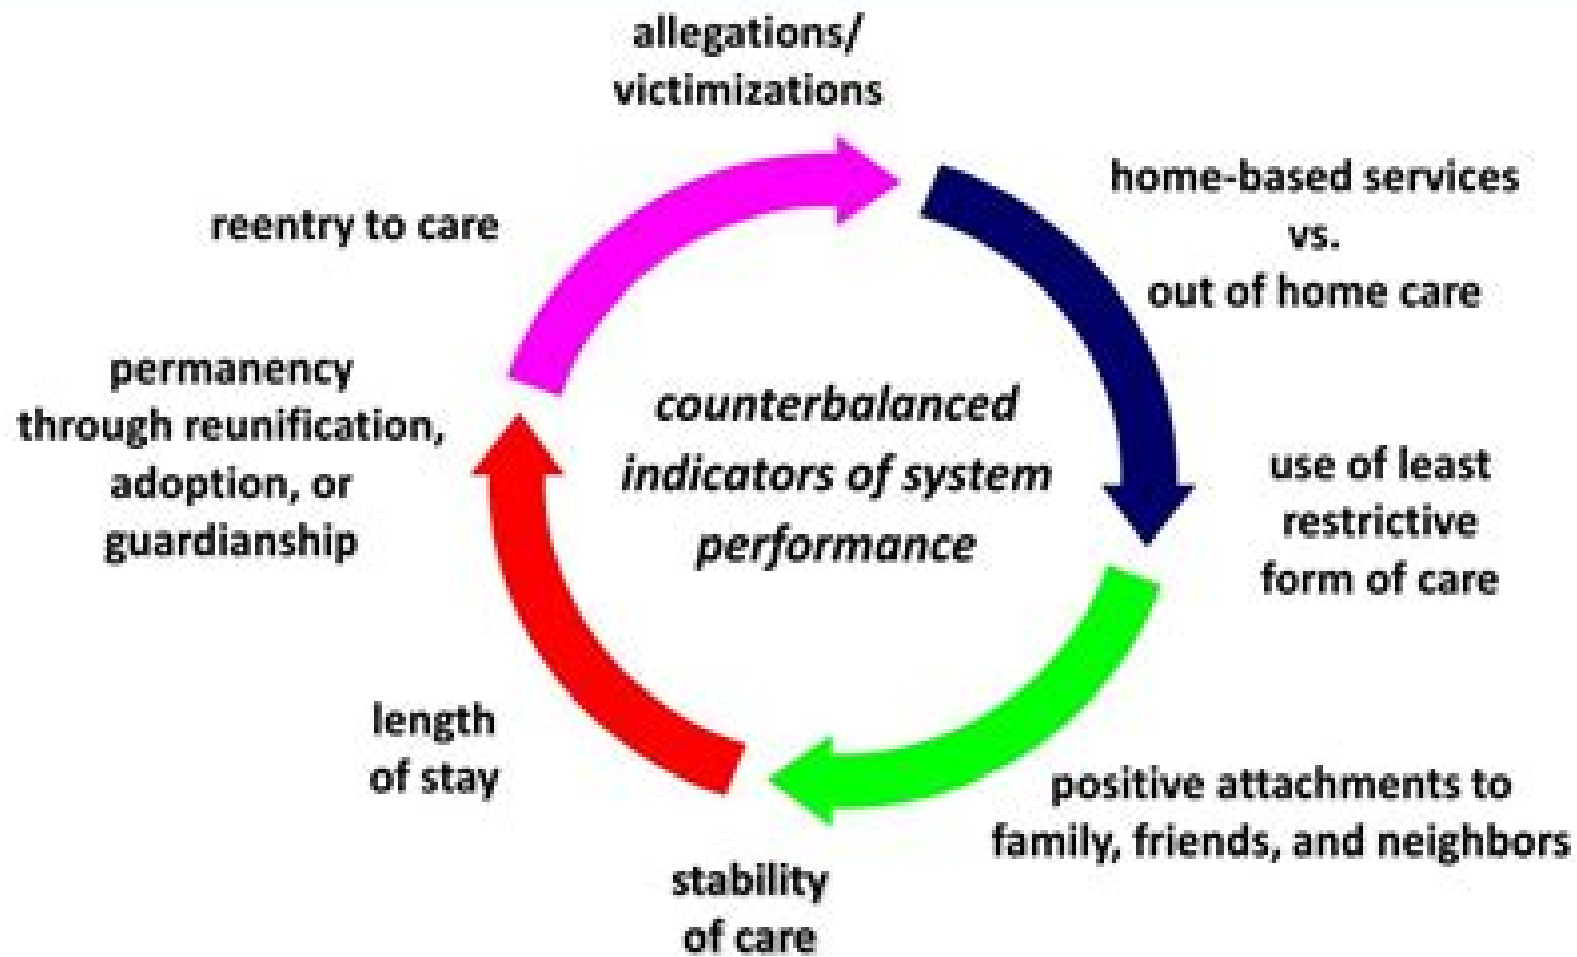 allegations/
victimizations
home-based services
vs.
out of home care
use of least
restrictive
form of care
positive attachments to
family, friends, and neighbors
stability
of care
length
of stay
permanency
through reunification,
adoption, or
guardianship
reentry to care
counterbalanced
indicators of system
performance